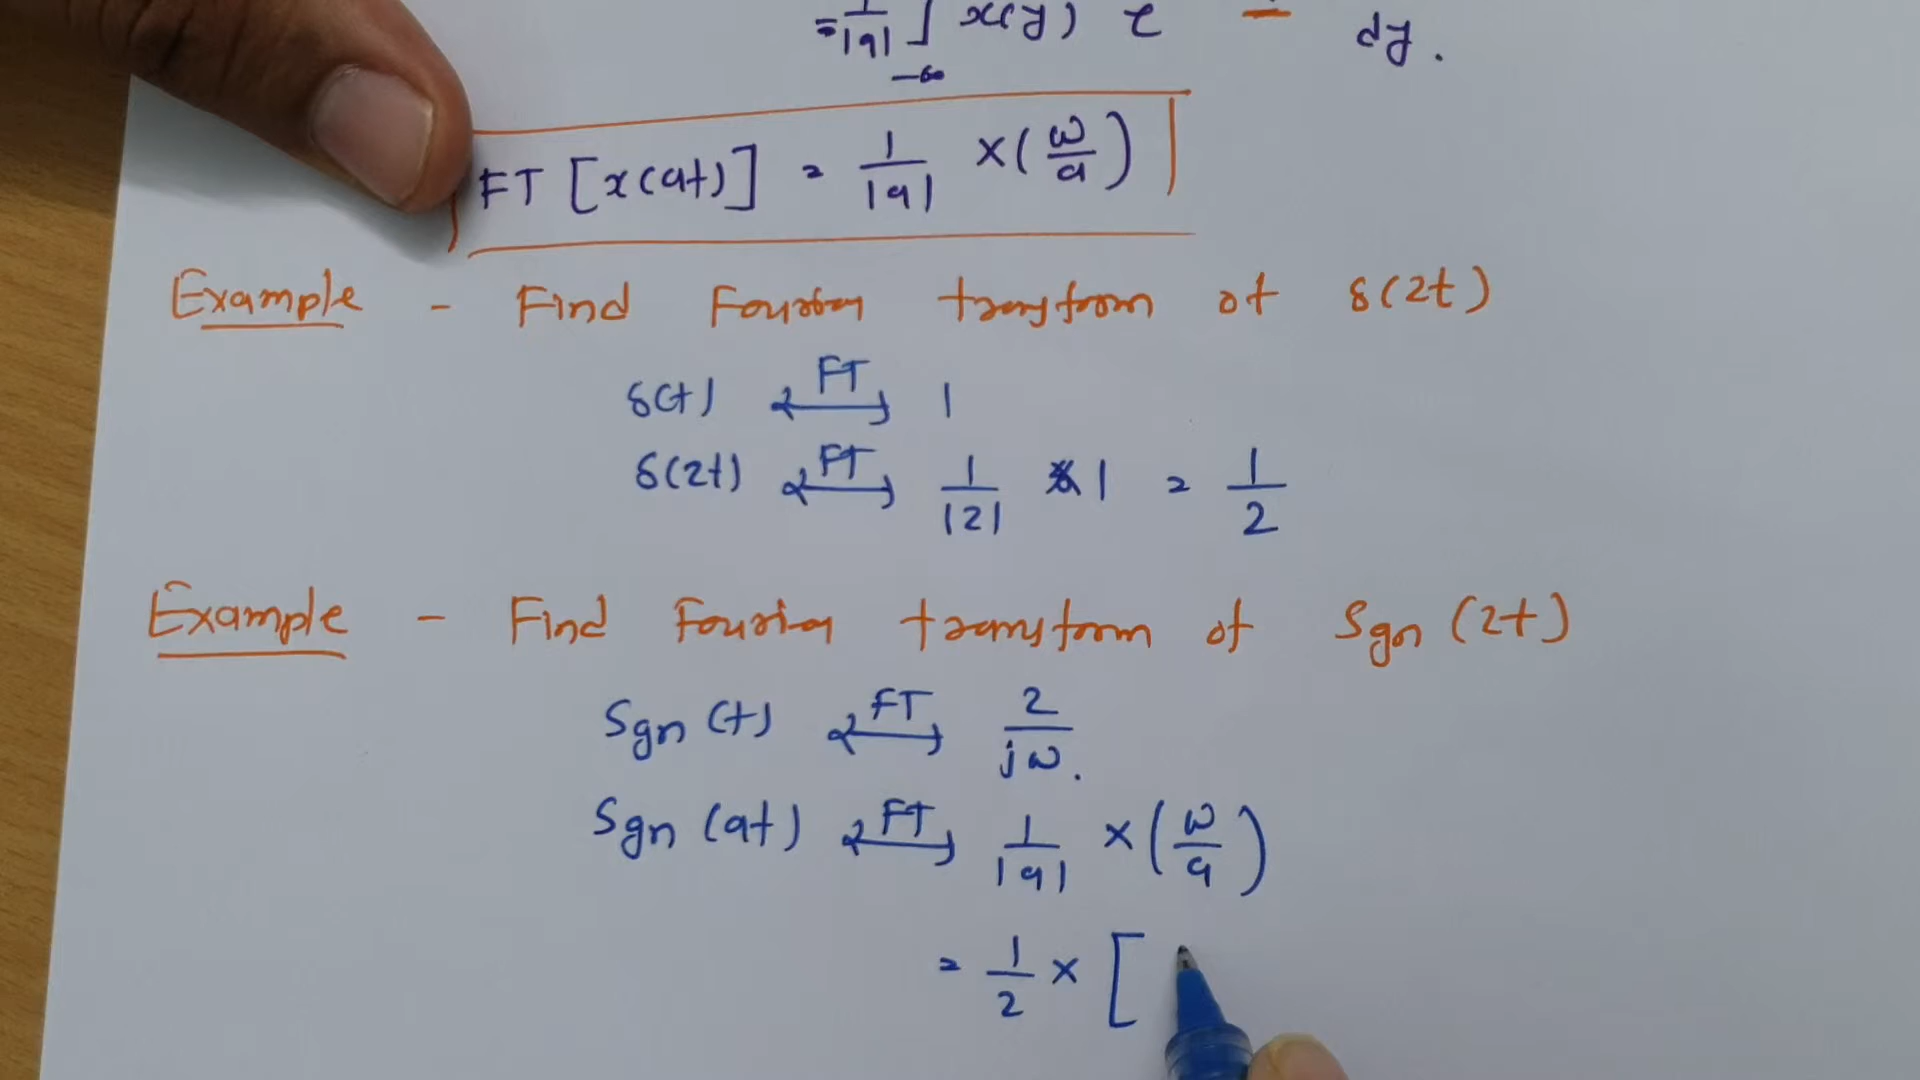 = 1/|a| ∫ x(y) e dy.
-∞
FT [x(at)] = 1/|a| X(ω/a)
Example - Find Fourier transform of δ(2t)
δ(t) <-FT-> 1
δ(2t) <-FT-> 1/|2| × 1 = 1/2
Example - Find Fourier transform of Sgn (2t)
Sgn (t) <-FT-> 2/jω.
Sgn (at) <-FT-> 1/|a| X(ω/a)
= 1/2 × [